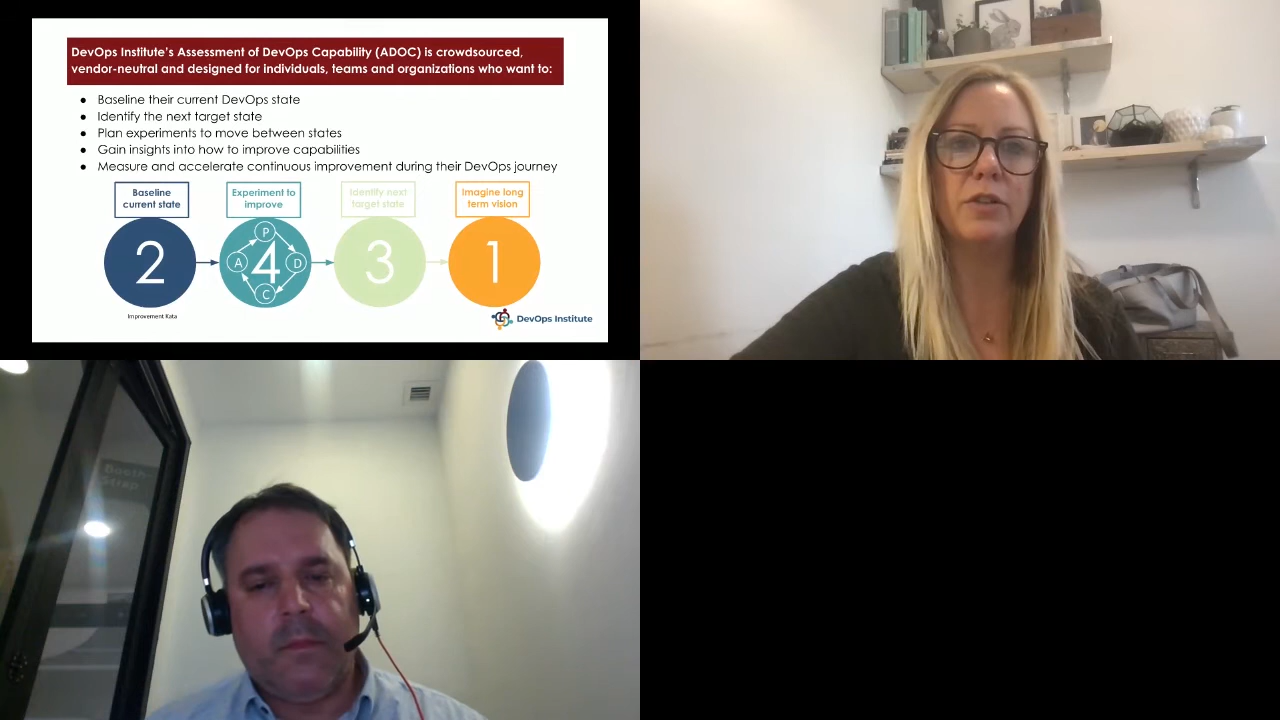 DevOps Institute's Assessment of DevOps Capability (ADOC) is crowdsourced,
vendor-neutral and designed for individuals, teams and organizations who want to:
● Baseline their current DevOps state
● Identify the next target state
● Plan experiments to move between states
● Gain insights into how to improve capabilities
● Measure and accelerate continuous improvement during their DevOps journey
Baseline
current state
Experiment to
improve
Identify next
target state
Imagine long
term vision
2
P
A 4 D
C
3
1
Improvement Kata
DevOps Institute
Booth
Strap